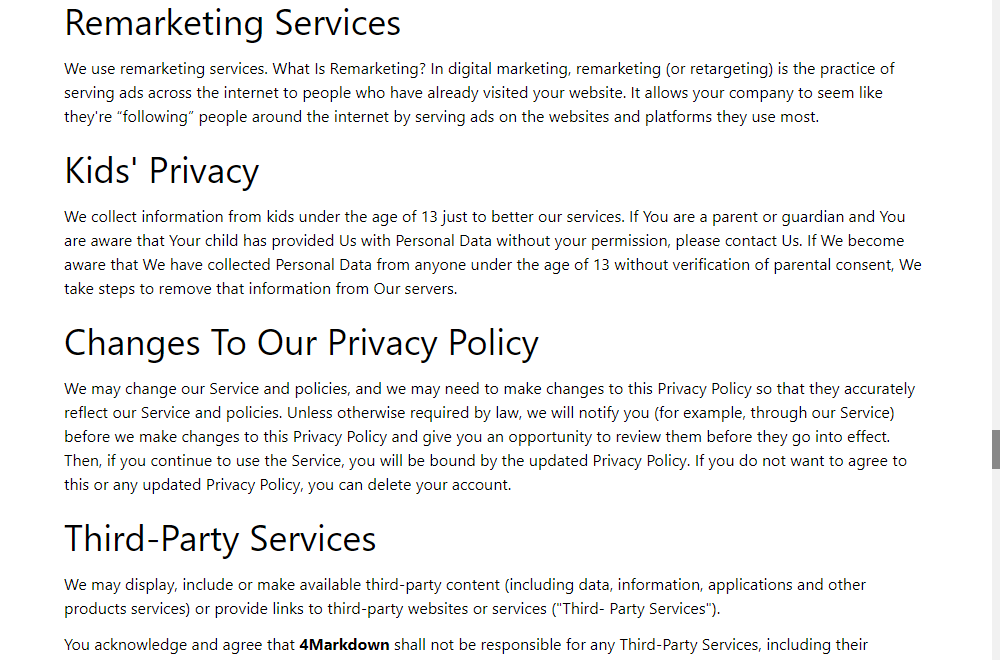 Remarketing Services
We use remarketing services. What Is Remarketing? In digital marketing, remarketing (or retargeting) is the practice of
serving ads across the internet to people who have already visited your website. It allows your company to seem like
they're “following” people around the internet by serving ads on the websites and platforms they use most.
Kids' Privacy
We collect information from kids under the age of 13 just to better our services. If You are a parent or guardian and You
are aware that Your child has provided Us with Personal Data without your permission, please contact Us. If We become
aware that We have collected Personal Data from anyone under the age of 13 without verification of parental consent, We
take steps to remove that information from Our servers.
Changes To Our Privacy Policy
We may change our Service and policies, and we may need to make changes to this Privacy Policy so that they accurately
reflect our Service and policies. Unless otherwise required by law, we will notify you (for example, through our Service)
before we make changes to this Privacy Policy and give you an opportunity to review them before they go into effect.
Then, if you continue to use the Service, you will be bound by the updated Privacy Policy. If you do not want to agree to
this or any updated Privacy Policy, you can delete your account.
Third-Party Services
We may display, include or make available third-party content (including data, information, applications and other
products services) or provide links to third-party websites or services ("Third- Party Services").
You acknowledge and agree that 4Markdown shall not be responsible for any Third-Party Services, including their